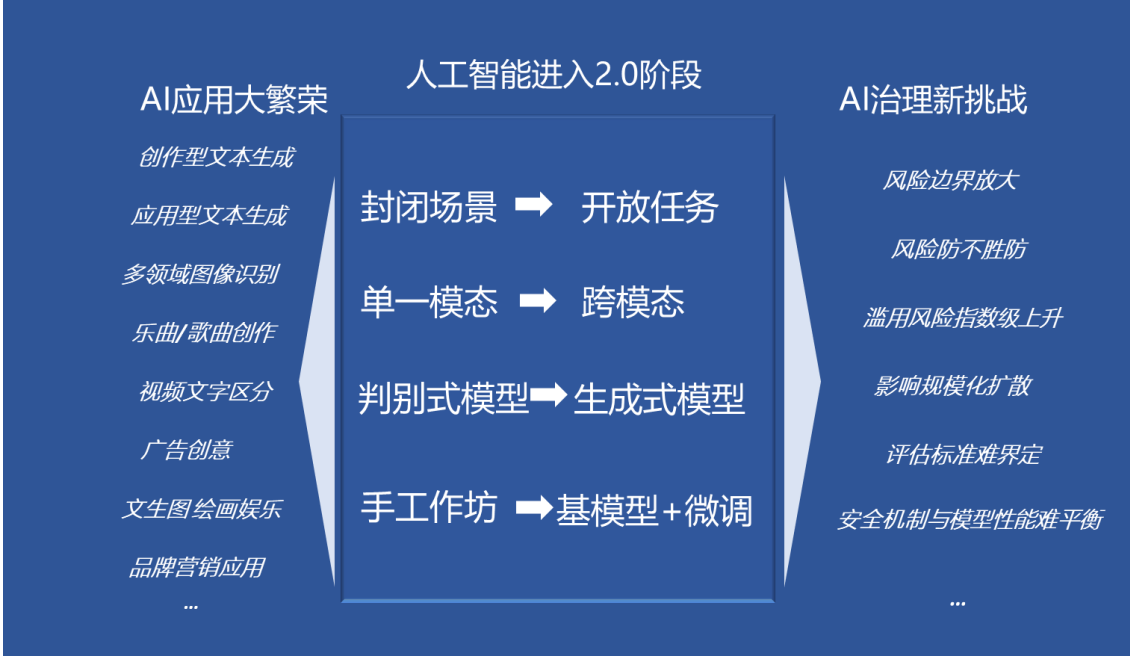 人工智能进入2.0阶段
AI应用大繁荣
创作型文本生成
应用型文本生成
多领域图像识别
乐曲/歌曲创作
视频文字区分
广告创意
文生图 绘画娱乐
品牌营销应用
...
封闭场景 ➡ 开放任务
单一模态 ➡ 跨模态
判别式模型 ➡ 生成式模型
手工作坊 ➡ 基模型+微调
AI治理新挑战
风险边界放大
风险防不胜防
滥用风险指数级上升
影响规模化扩散
评估标准难界定
安全机制与模型性能难平衡
...